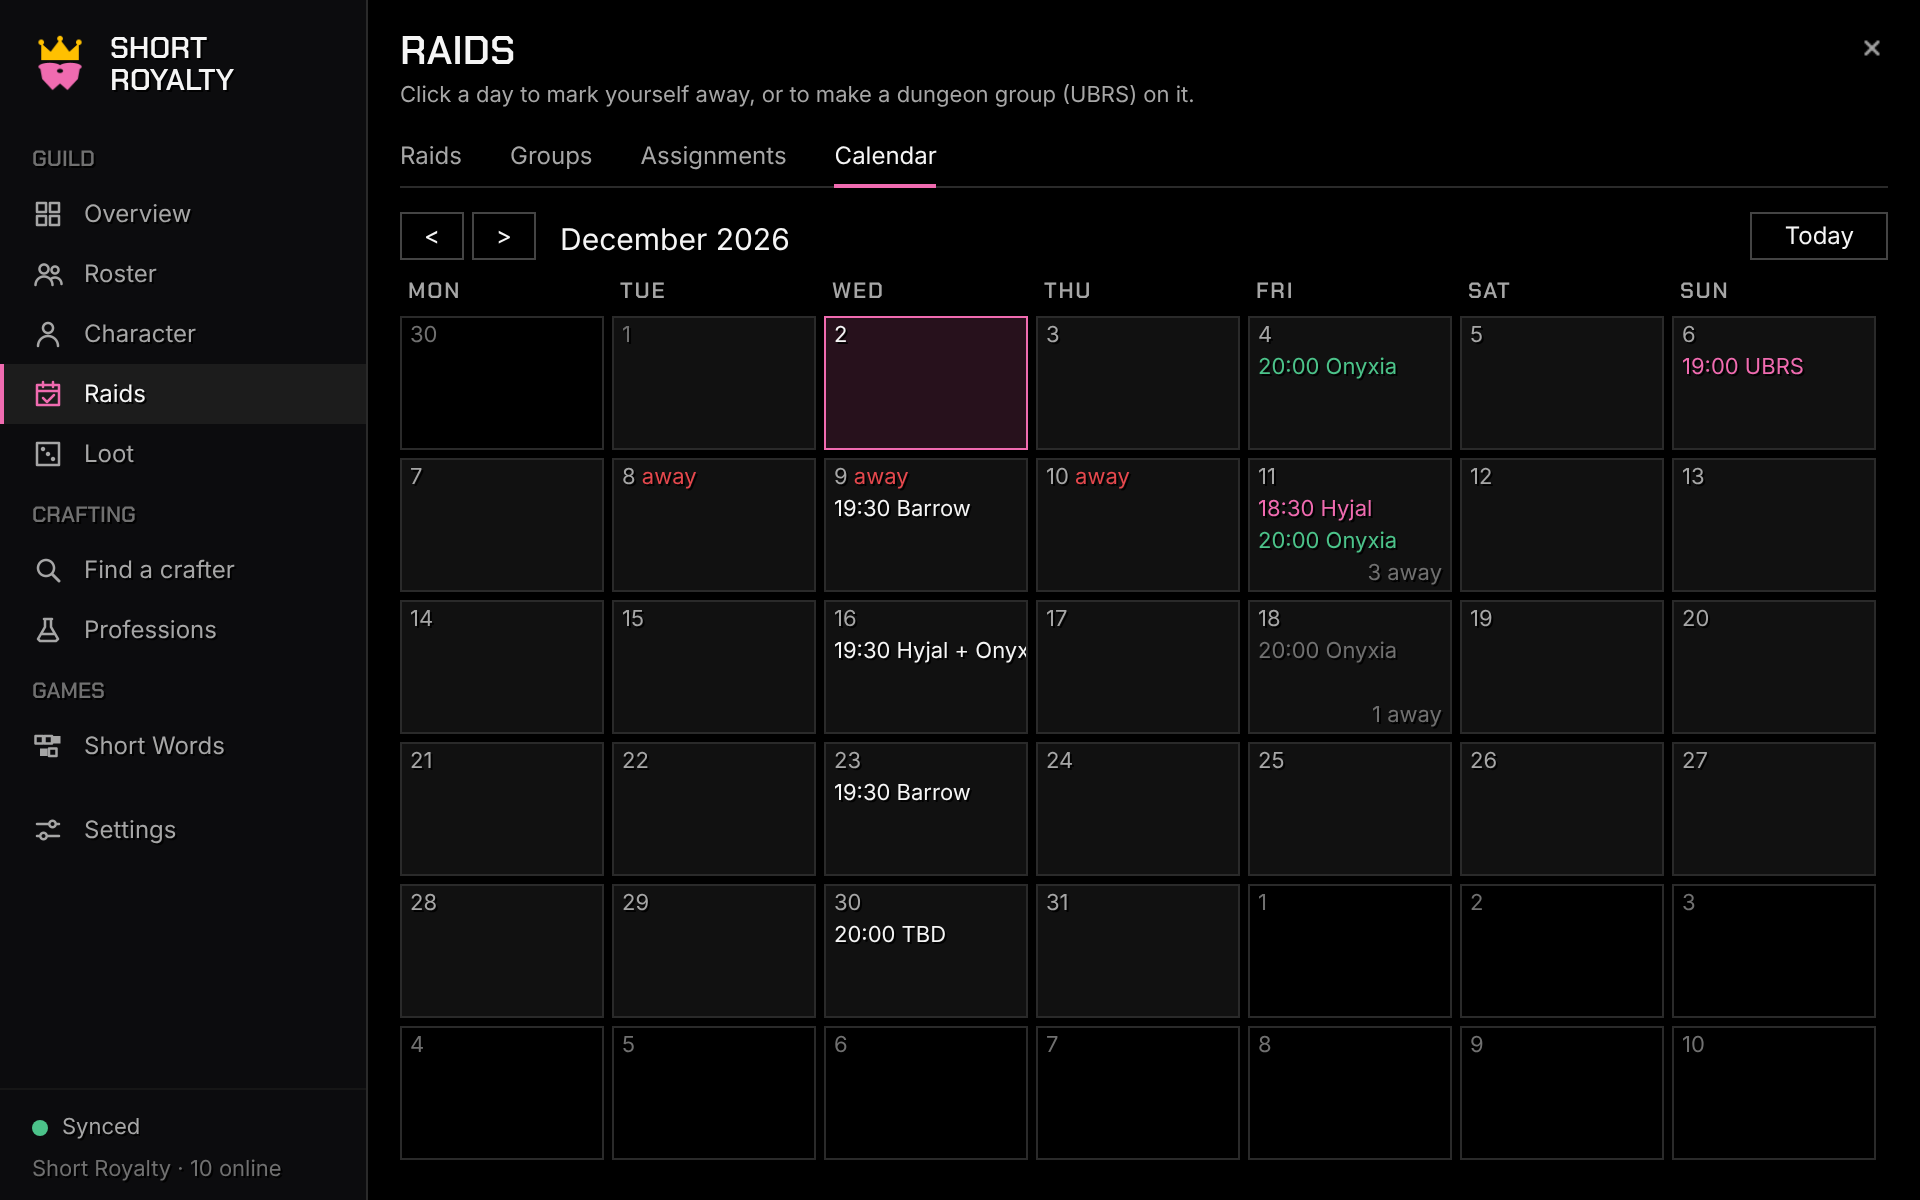 SHORT
ROYALTY
GUILD
Overview
Roster
Character
Raids
Loot
CRAFTING
Find a crafter
Professions
GAMES
Short Words
Settings
Synced
Short Royalty · 10 online
RAIDS
Click a day to mark yourself away, or to make a dungeon group (UBRS) on it.
Raids Groups Assignments Calendar
< > December 2026 Today
MON TUE WED THU FRI SAT SUN
30 1 2 3 4 5 6
20:00 Onyxia 19:00 UBRS
7 8 away 9 away 10 away 11 12 13
19:30 Barrow 18:30 Hyjal
20:00 Onyxia
3 away
14 15 16 17 18 19 20
19:30 Hyjal + Onyx 20:00 Onyxia
1 away
21 22 23 24 25 26 27
19:30 Barrow
28 29 30 31 1 2 3
20:00 TBD
4 5 6 7 8 9 10